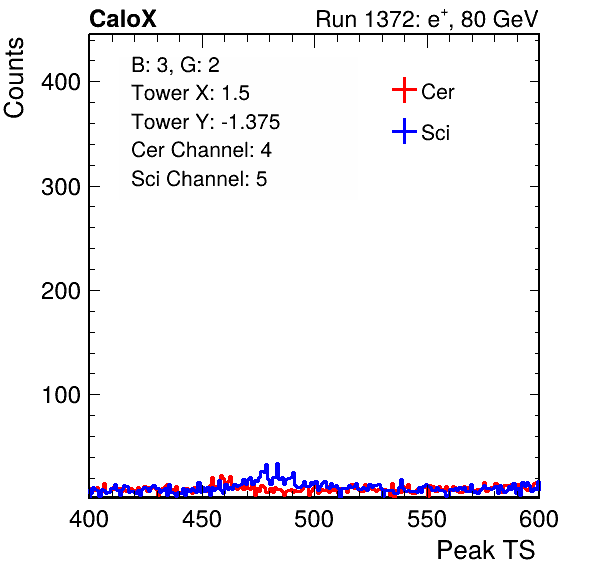 CaloX
Run 1372: e+, 80 GeV
Counts
B: 3, G: 2
Tower X: 1.5
Tower Y: -1.375
Cer Channel: 4
Sci Channel: 5
Cer
Sci
400
300
200
100
400 450 500 550 600
Peak TS